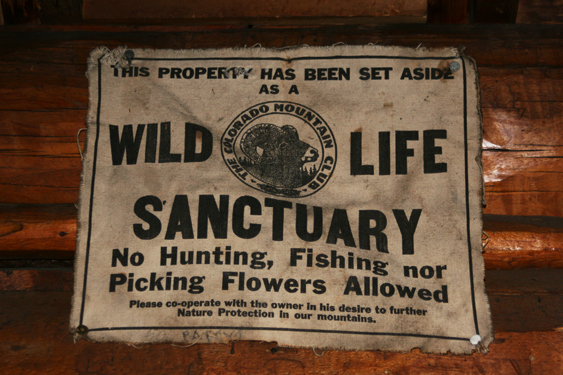 THIS PROPERTY HAS BEEN SET ASIDE
AS A
WILD LIFE
THE COLORADO MOUNTAIN CLUB
SANCTUARY
No Hunting, Fishing nor
Picking Flowers Allowed
Please co-operate with the owner in his desire to further
Nature Protection in our mountains.